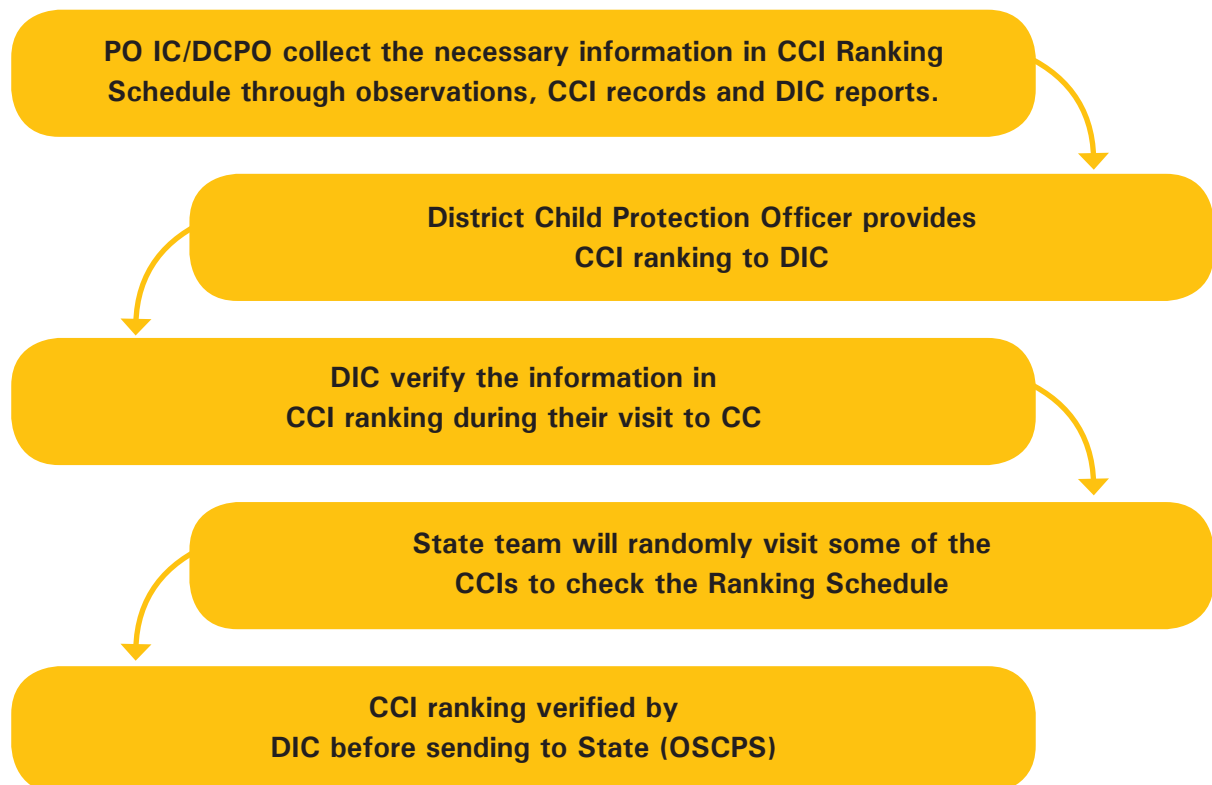 PO IC/DCPO collect the necessary information in CCI Ranking
Schedule through observations, CCI records and DIC reports.
District Child Protection Officer provides
CCI ranking to DIC
DIC verify the information in
CCI ranking during their visit to CC
State team will randomly visit some of the
CCIs to check the Ranking Schedule
CCI ranking verified by
DIC before sending to State (OSCPS)